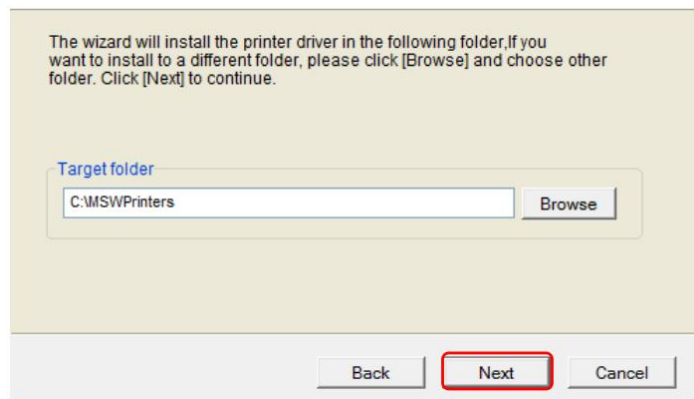 The wizard will install the printer driver in the following folder,If you
want to install to a different folder, please click [Browse] and choose other
folder. Click [Next] to continue.
Target folder
C:\MSWPrinters
Browse
Back
Next
Cancel